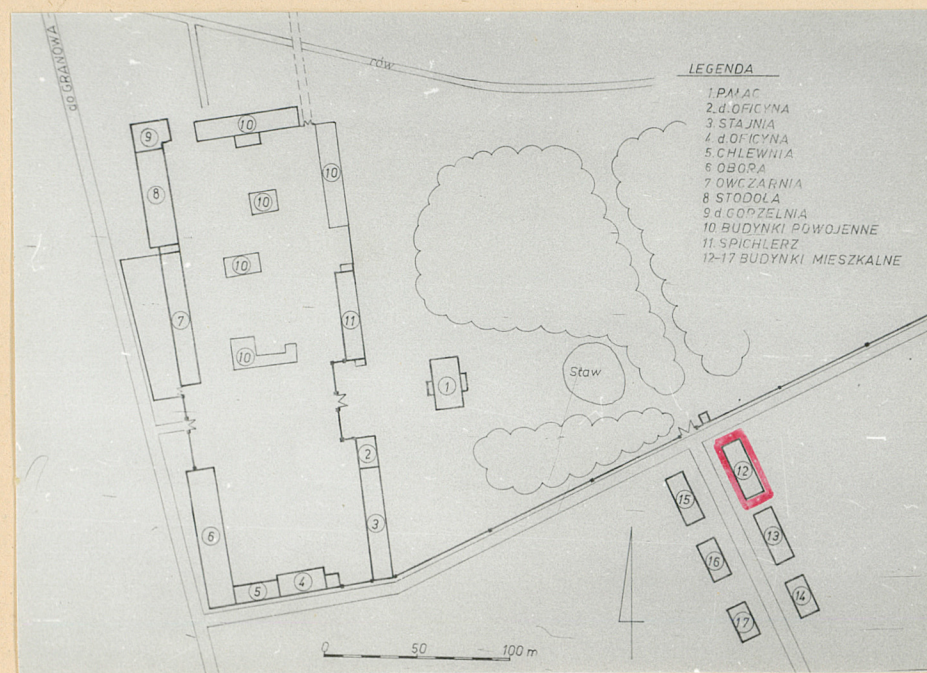 do GRANOWA
rów
LEGENDA
1. PAŁAC
2. d. OFICYNA
3. STAJNIA
4. d. OFICYNA
5. CHLEWNIA
6 OBORA
7 OWCZARNIA
8 STODOŁA
9 d. GORZELNIA
10. BUDYNKI POWOJENNE
11. SPICHLERZ
12-17 BUDYNKI MIESZKALNE
9
10
10
8
10
10
7
11
10
1
Staw
2
12
15
3
6
13
16
4
5
14
17
0 50 100 m